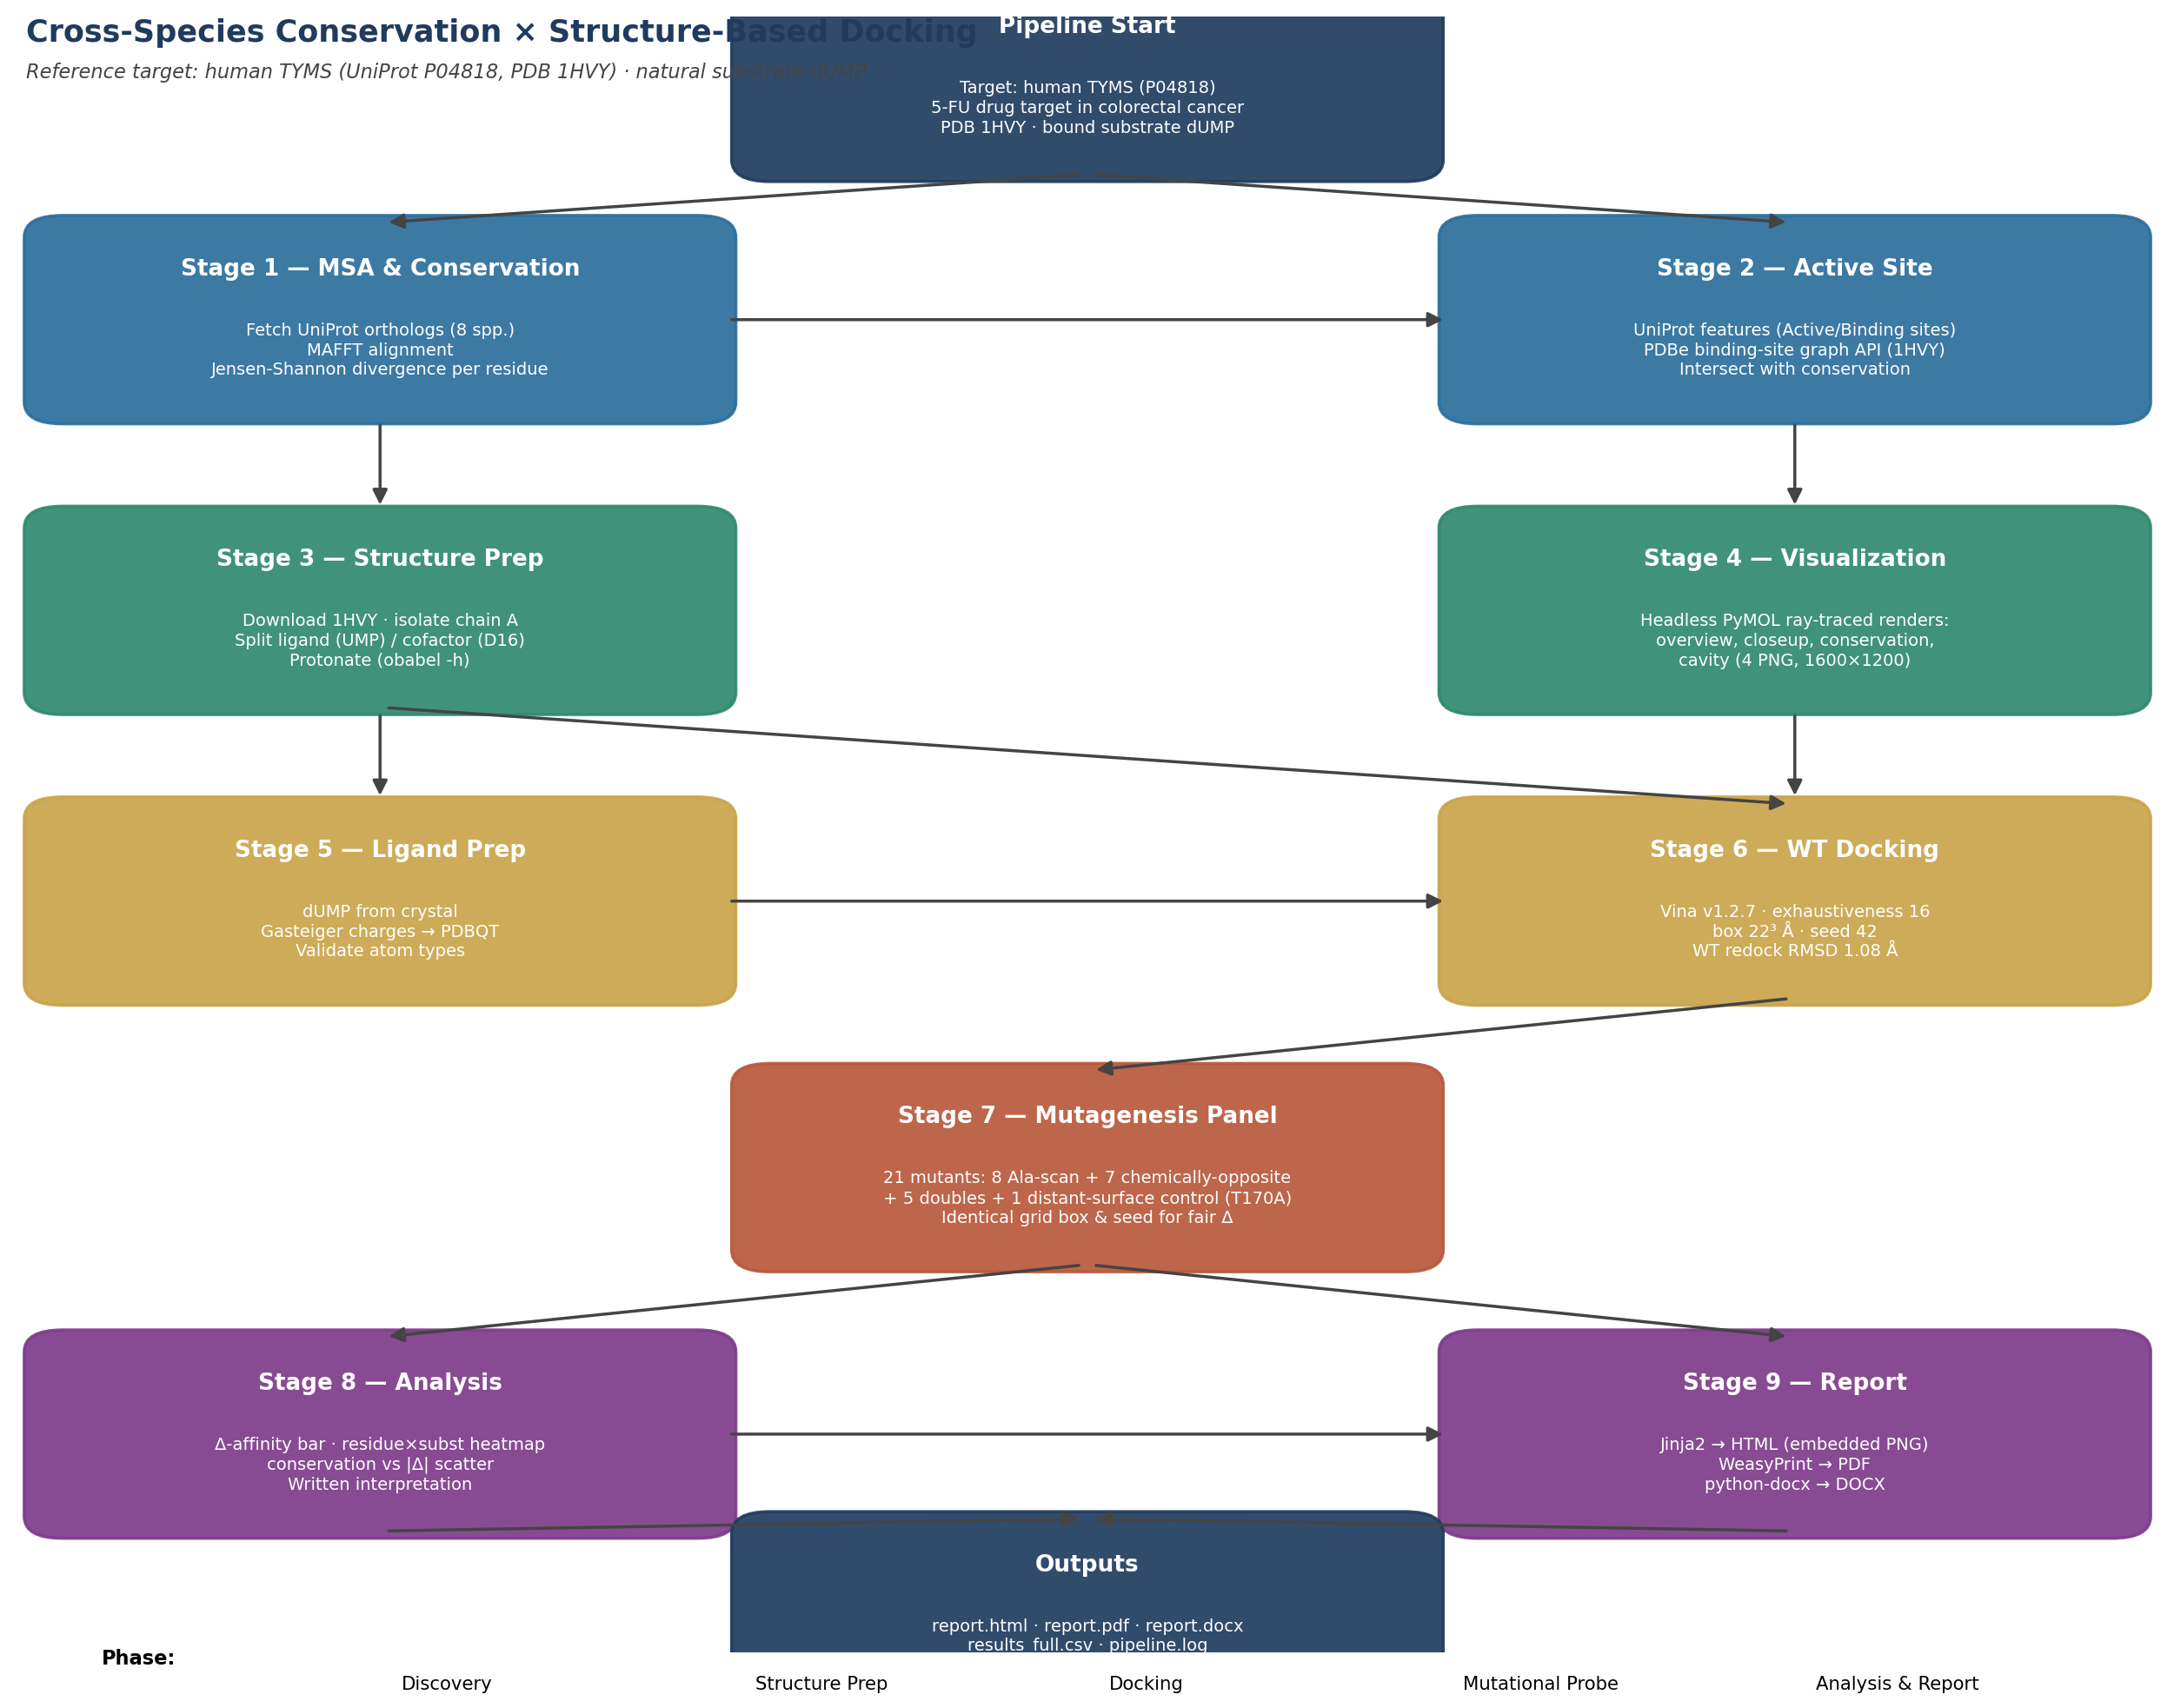 Cross-Species Conservation × Structure-Based Docking
Reference target: human TYMS (UniProt P04818, PDB 1HVY) · natural substrate dUMP
Pipeline Start
Target: human TYMS (P04818)
5-FU drug target in colorectal cancer
PDB 1HVY · bound substrate dUMP
Stage 1 — MSA & Conservation
Fetch UniProt orthologs (8 spp.)
MAFFT alignment
Jensen-Shannon divergence per residue
Stage 2 — Active Site
UniProt features (Active/Binding sites)
PDBe binding-site graph API (1HVY)
Intersect with conservation
Stage 3 — Structure Prep
Download 1HVY · isolate chain A
Split ligand (UMP) / cofactor (D16)
Protonate (obabel -h)
Stage 4 — Visualization
Headless PyMOL ray-traced renders:
overview, closeup, conservation,
cavity (4 PNG, 1600×1200)
Stage 5 — Ligand Prep
dUMP from crystal
Gasteiger charges → PDBQT
Validate atom types
Stage 6 — WT Docking
Vina v1.2.7 · exhaustiveness 16
box 22³ Å · seed 42
WT redock RMSD 1.08 Å
Stage 7 — Mutagenesis Panel
21 mutants: 8 Ala-scan + 7 chemically-opposite
+ 5 doubles + 1 distant-surface control (T170A)
Identical grid box & seed for fair Δ
Stage 8 — Analysis
Δ-affinity bar · residue×subst heatmap
conservation vs |Δ| scatter
Written interpretation
Stage 9 — Report
Jinja2 → HTML (embedded PNG)
WeasyPrint → PDF
python-docx → DOCX
Outputs
report.html · report.pdf · report.docx
results_full.csv · pipeline.log
Phase:
Discovery
Structure Prep
Docking
Mutational Probe
Analysis & Report